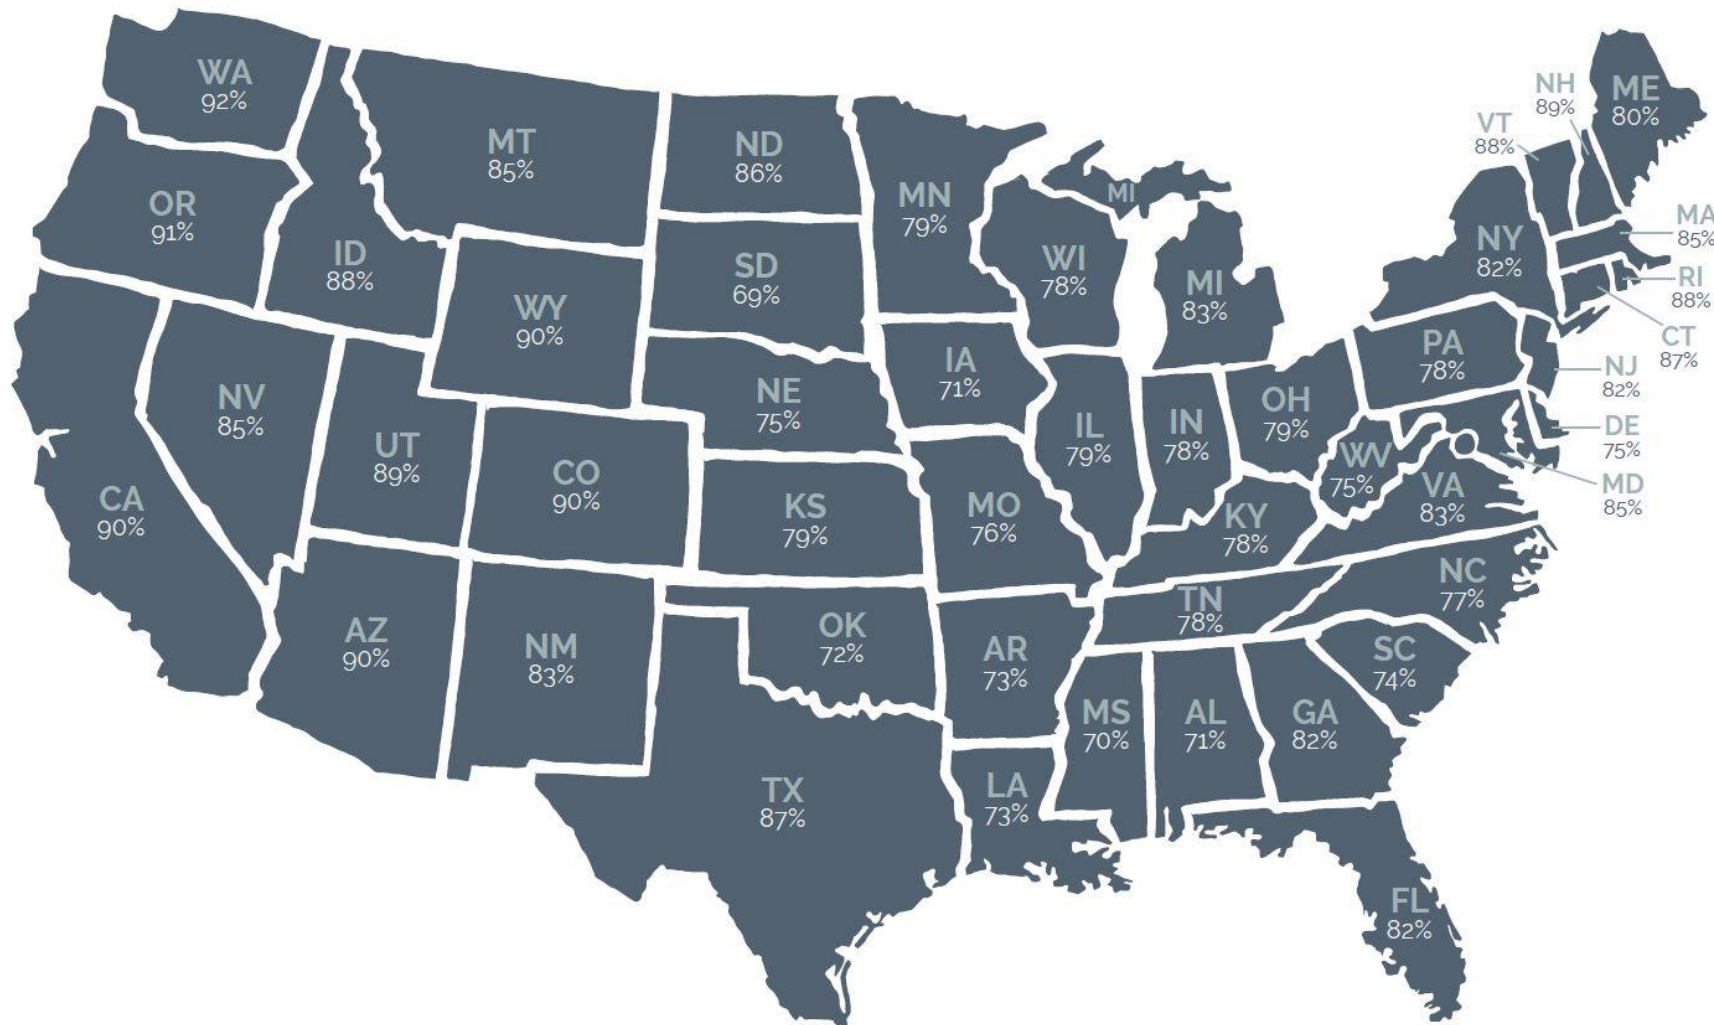 WA
92%
OR
91%
CA
90%
NV
85%
ID
88%
MT
85%
WY
90%
UT
89%
CO
90%
AZ
90%
NM
83%
ND
86%
SD
69%
NE
75%
KS
79%
OK
72%
TX
87%
MN
79%
IA
71%
MO
76%
AR
73%
LA
73%
WI
78%
IL
79%
MI
MI
83%
IN
78%
OH
79%
KY
78%
TN
78%
MS
70%
AL
71%
GA
82%
FL
82%
SC
74%
NC
77%
VA
83%
WV
75%
PA
78%
NY
82%
VT
88%
NH
89%
ME
80%
MA
85%
RI
88%
CT
87%
NJ
82%
DE
75%
MD
85%